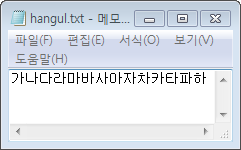 hangul.txt - 메모...
파일(F) 편집(E) 서식(O) 보기(V)
도움말(H)
가나다라마바사아자차카타파하